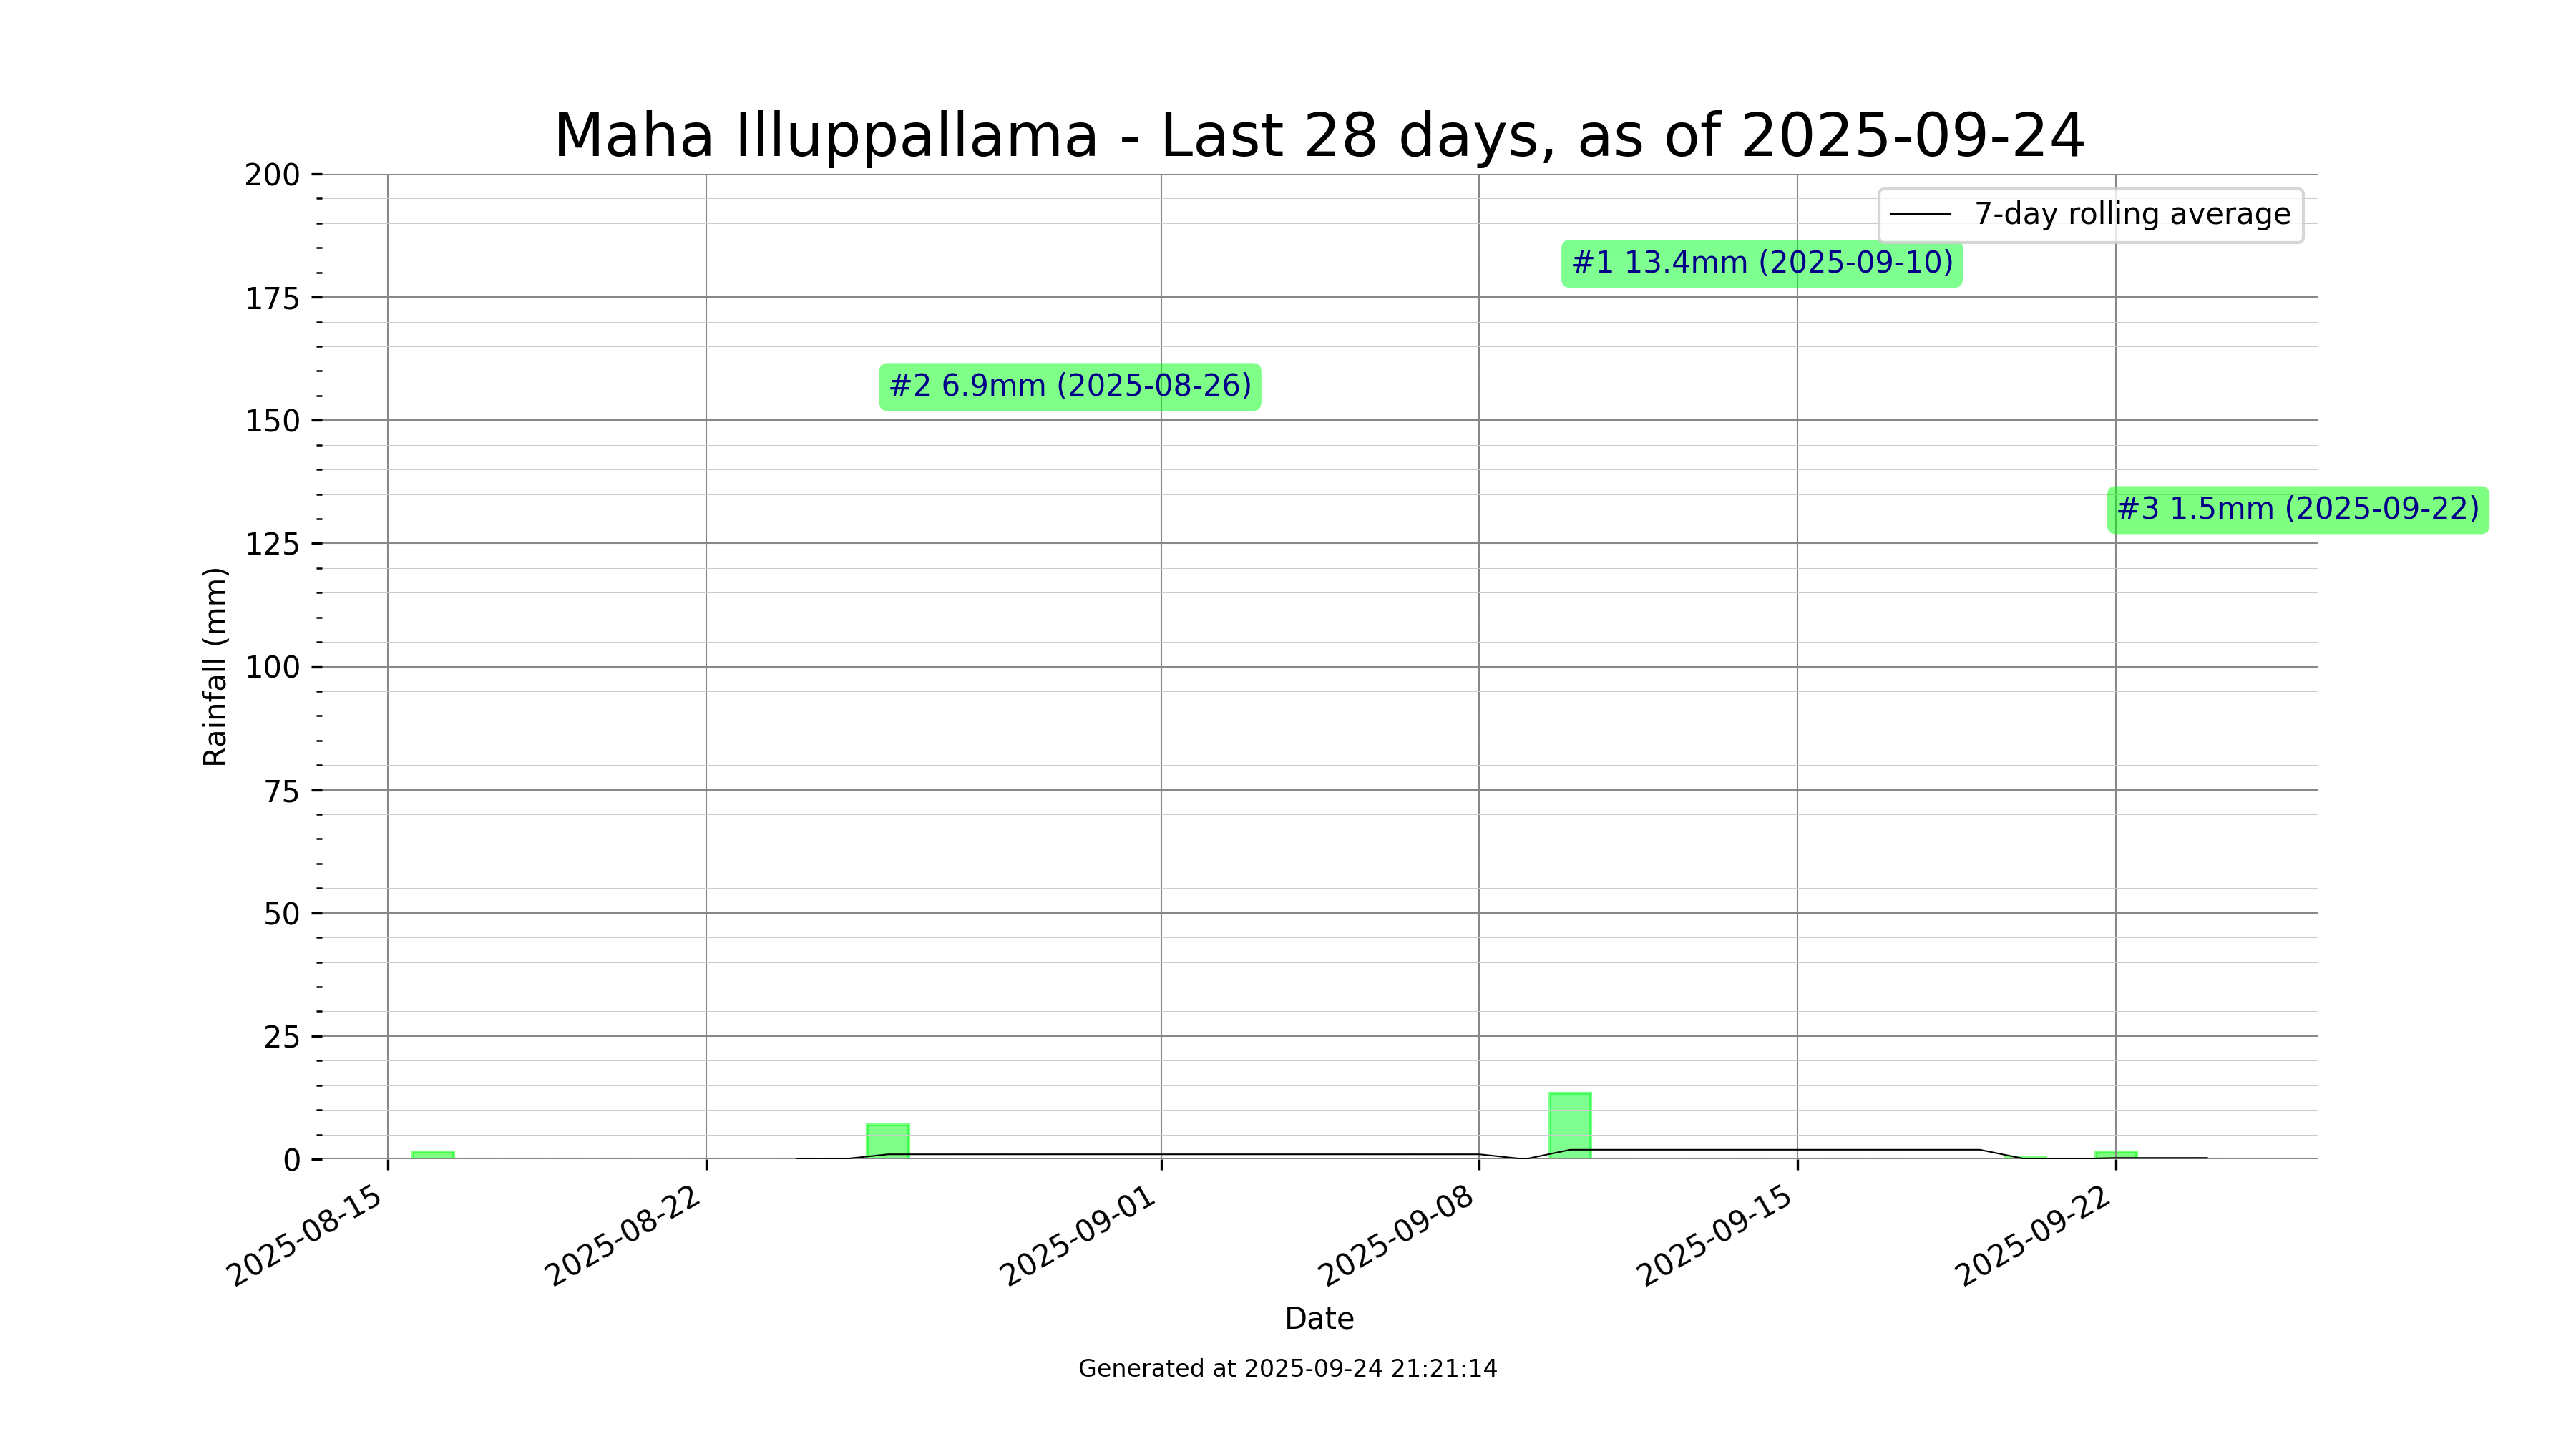 Maha Illuppallama - Last 28 days, as of 2025-09-24
200
175
150
125
100
75
50
25
0
Rainfall (mm)
7-day rolling average
#1 13.4mm (2025-09-10)
#2 6.9mm (2025-08-26)
#3 1.5mm (2025-09-22)
2025-08-15
2025-08-22
2025-09-01
2025-09-08
2025-09-15
2025-09-22
Date
Generated at 2025-09-24 21:21:14